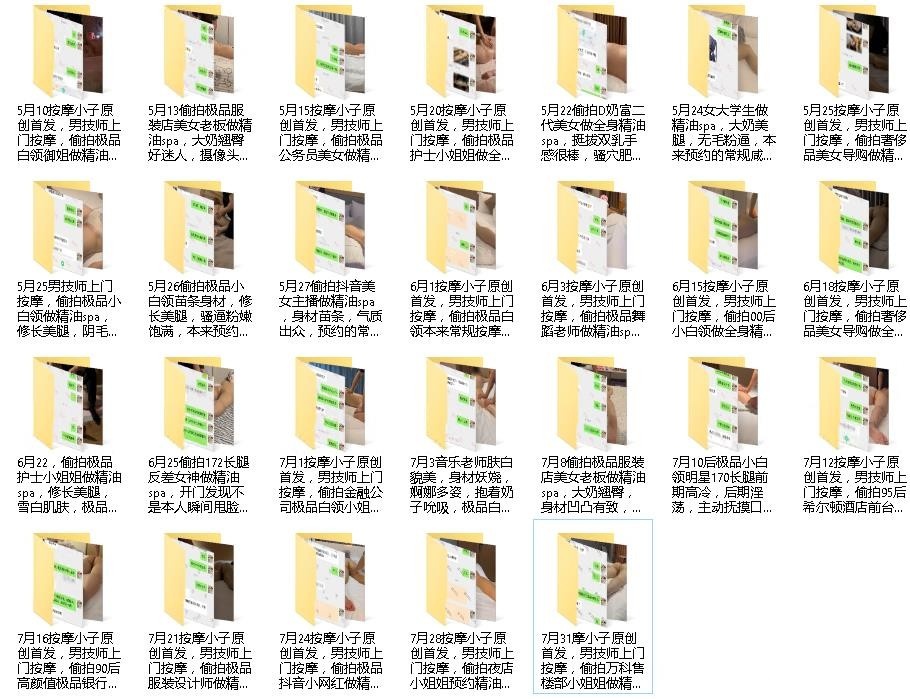 5月10按摩小子原
创首发，男技师上
门按摩，偷拍极品
白领御姐做精油...
5月13偷拍极品服
装店美女老板做精
油spa，大奶翘臀
好迷人，摄像头...
5月15按摩小子原
创首发，男技师上
门按摩，偷拍极品
公务员美女做精...
5月20按摩小子原
创首发，男技师上
门按摩，偷拍极品
护士小姐姐做全...
5月22偷拍D奶富二
代美女做全身精油
spa，挺拔双乳手
感很棒，骚穴肥...
5月24女大学生做
精油spa，大奶美
腿，无毛粉逼，本
来预约的常规咸...
5月25按摩小子原
创首发，男技师上
门按摩，偷拍奢侈
品美女导购做精...
5月25男技师上门
按摩，偷拍极品小
白领做精油spa，
修长美腿，阴毛...
5月26偷拍极品小
白领苗条身材，修
长美腿，骚逼粉嫩
饱满，本来预约...
5月27偷拍抖音美
女主播做精油spa
，身材苗条，气质
出众，预约的常...
6月1按摩小子原创
首发，男技师上门
按摩，偷拍极品白
领本来常规按摩...
6月3按摩小子原创
首发，男技师上门
按摩，偷拍极品舞
蹈老师做精油sp...
6月15按摩小子原
创首发，男技师上
门按摩，偷拍00后
小白领做全身精...
6月18按摩小子原
创首发，男技师上
门按摩，偷拍奢侈
品美女导购做全...
6月22，偷拍极品
护士小姐姐做精油
spa，修长美腿，
雪白肌肤，极品...
6月25偷拍172长腿
反差女神做精油
spa，开门发现不
是本人瞬间甩脸...
7月1按摩小子原创
首发，男技师上门
按摩，偷拍金融公
司极品白领小姐...
7月3音乐老师肤白
貌美，身材妖娆，
婀娜多姿，抱着奶
子吮吸，极品白...
7月8偷拍极品服装
店美女老板做精油
spa，大奶翘臀，
身材凹凸有致，...
7月10后极品小白
领明星170长腿前
期高冷，后期淫
荡，主动抚摸口...
7月12按摩小子原
创首发，男技师上
门按摩，偷拍95后
希尔顿酒店前台...
7月16按摩小子原
创首发，男技师上
门按摩，偷拍90后
高颜值极品银行...
7月21按摩小子原
创首发，男技师上
门按摩，偷拍极品
服装设计师做精...
7月24按摩小子原
创首发，男技师上
门按摩，偷拍极品
抖音小网红做精...
7月28按摩小子原
创首发，男技师上
门按摩，偷拍夜店
小姐姐预约精油...
7月31摩小子原创
首发，男技师上门
按摩，偷拍万科售
楼部小姐姐做精...